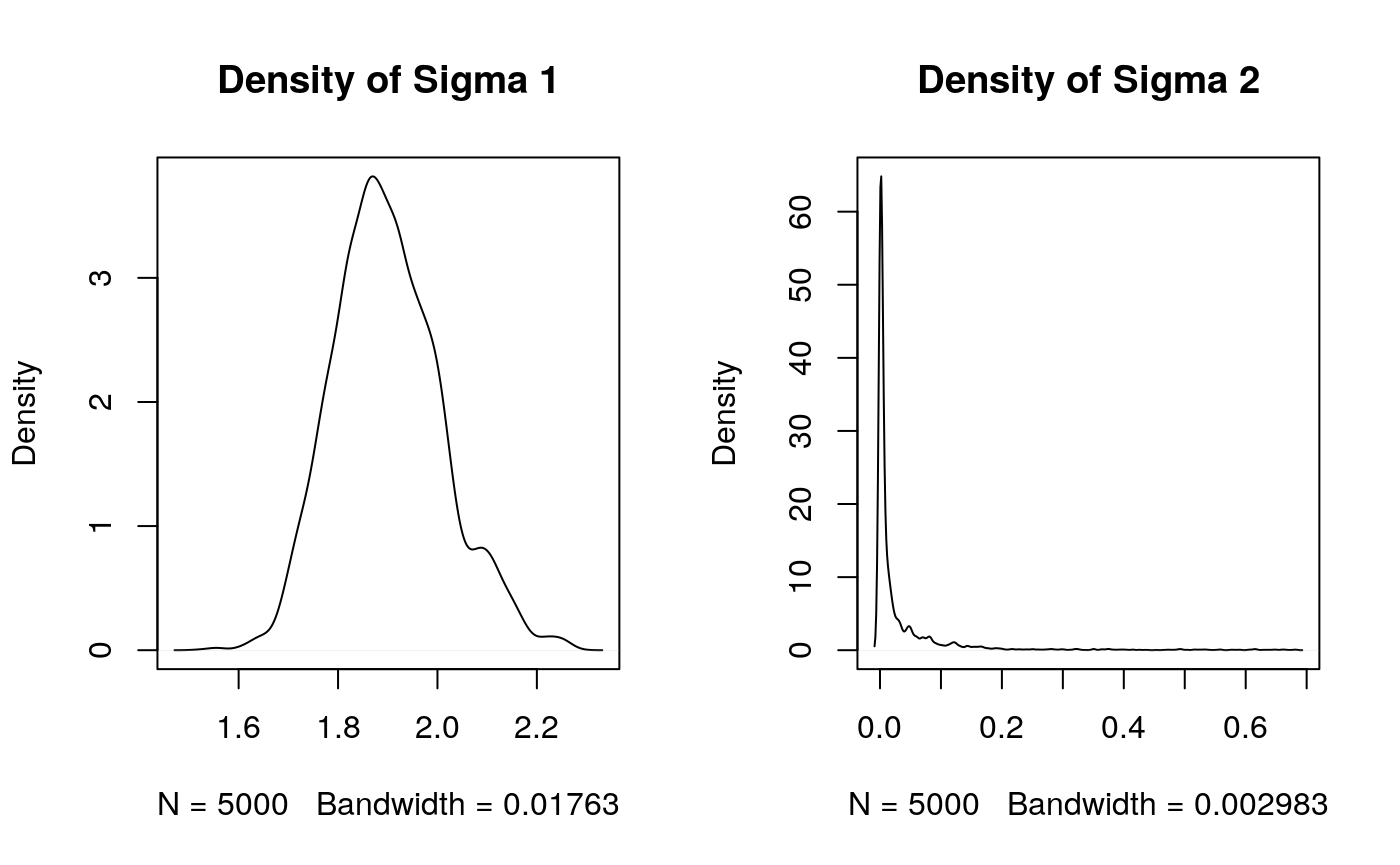 Density of Sigma 1
Density
3
2
1
0
1.6 1.8 2.0 2.2
N = 5000 Bandwidth = 0.01763
Density of Sigma 2
Density
60
50
40
30
20
10
0
0.0 0.2 0.4 0.6
N = 5000 Bandwidth = 0.002983